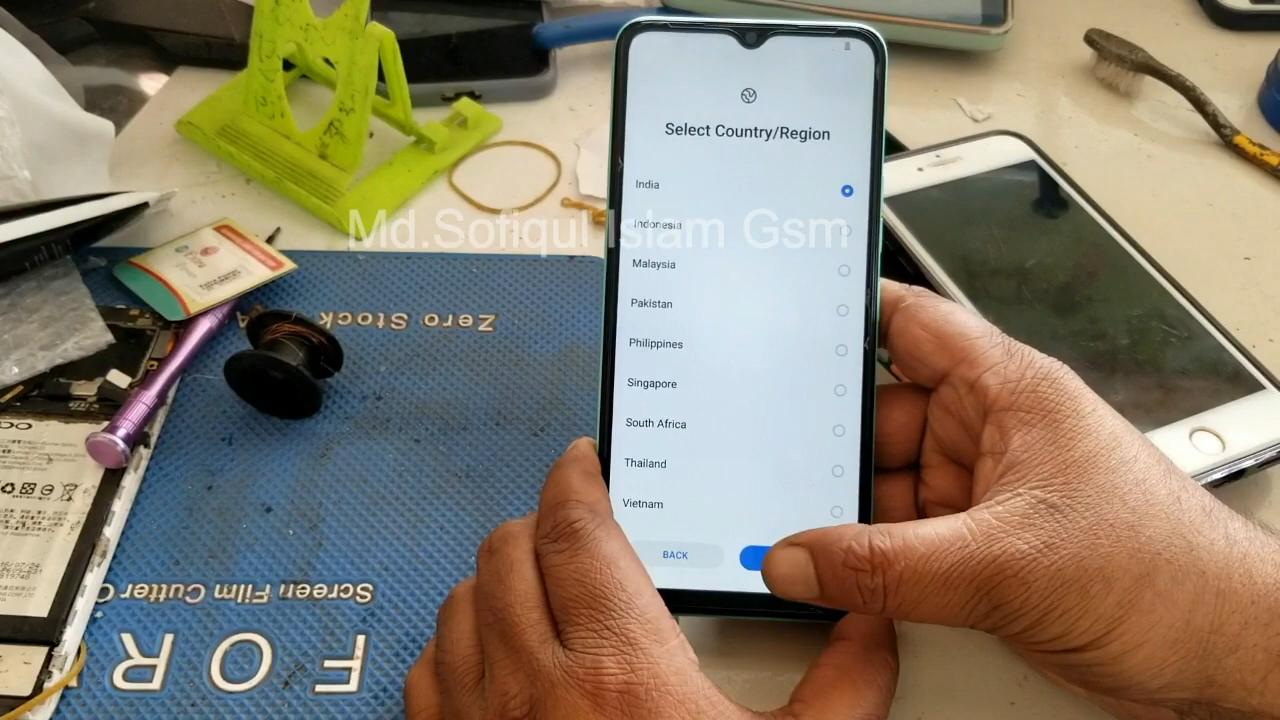 Select Country/Region
India
Indonesia
Malaysia
Pakistan
Philippines
Singapore
South Africa
Thailand
Vietnam
BACK
Md.Sofiqul Islam Gsm
Zero Stock
Screen Film Cutter
FOR